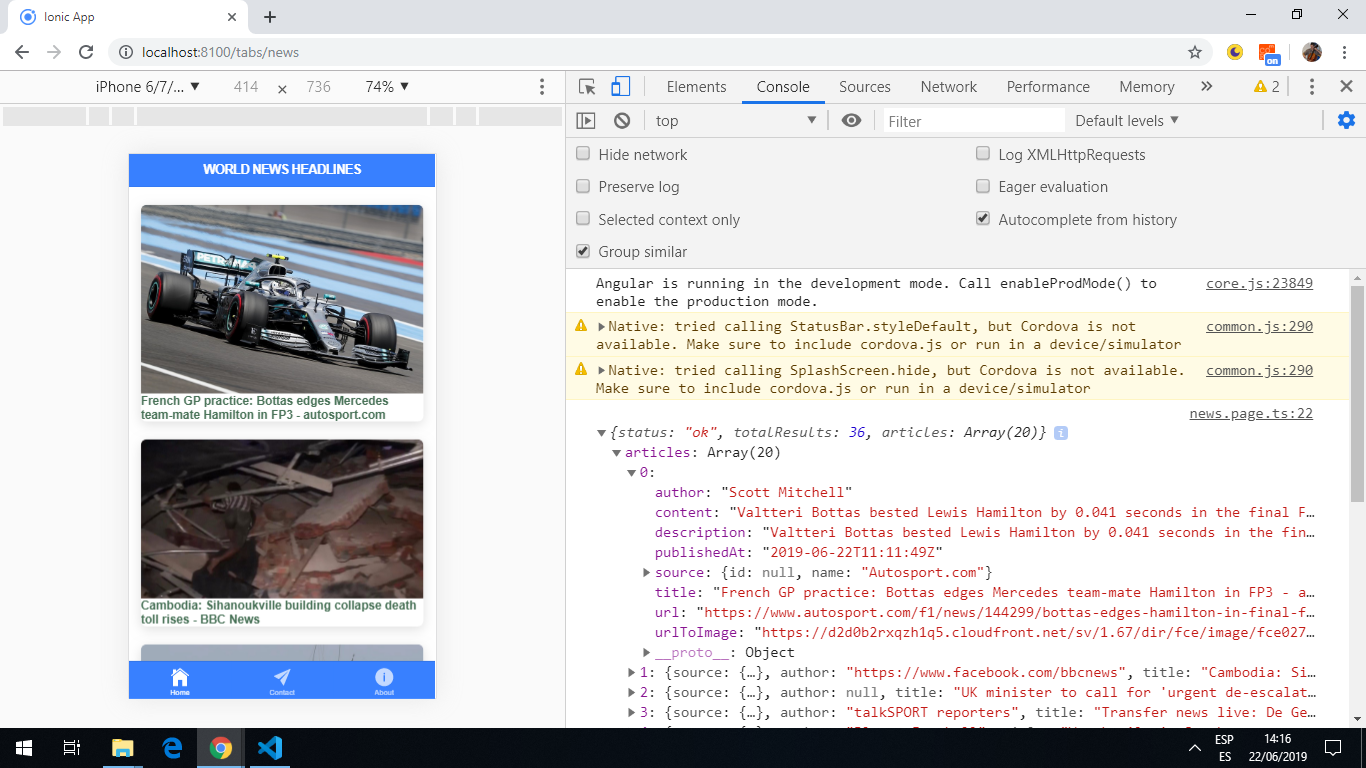 Ionic App
localhost:8100/tabs/news
iPhone 6/7/... ▼ 414 × 736 74% ▼
Elements Console Sources Network Performance Memory » 2
top ▼ Filter Default levels ▼
Hide network Log XMLHttpRequests
Preserve log Eager evaluation
Selected context only Autocomplete from history
Group similar
WORLD NEWS HEADLINES
PETRONAS
French GP practice: Bottas edges Mercedes
team-mate Hamilton in FP3 - autosport.com
Cambodia: Sihanoukville building collapse death
toll rises - BBC News
Home Contact About
Angular is running in the development mode. Call enableProdMode() to core.js:23849
enable the production mode.
▶Native: tried calling StatusBar.styleDefault, but Cordova is not common.js:290
available. Make sure to include cordova.js or run in a device/simulator
▶Native: tried calling SplashScreen.hide, but Cordova is not available. common.js:290
Make sure to include cordova.js or run in a device/simulator
news.page.ts:22
▼{status: "ok", totalResults: 36, articles: Array(20)} i
▼articles: Array(20)
▼0:
author: "Scott Mitchell"
content: "Valtteri Bottas bested Lewis Hamilton by 0.041 seconds in the final F…
description: "Valtteri Bottas bested Lewis Hamilton by 0.041 seconds in the fin…
publishedAt: "2019-06-22T11:11:49Z"
▶source: {id: null, name: "Autosport.com"}
title: "French GP practice: Bottas edges Mercedes team-mate Hamilton in FP3 - a…
url: "https://www.autosport.com/f1/news/144299/bottas-edges-hamilton-in-final-f…
urlToImage: "https://d2d0b2rxqzh1q5.cloudfront.net/sv/1.67/dir/fce/image/fce027…
▶__proto__: Object
▶1: {source: {…}, author: "https://www.facebook.com/bbcnews", title: "Cambodia: Si…
▶2: {source: {…}, author: null, title: "UK minister to call for 'urgent de-escalat…
▶3: {source: {…}, author: "talkSPORT reporters", title: "Transfer news live: De Ge…
ESP 14:16
ES 22/06/2019